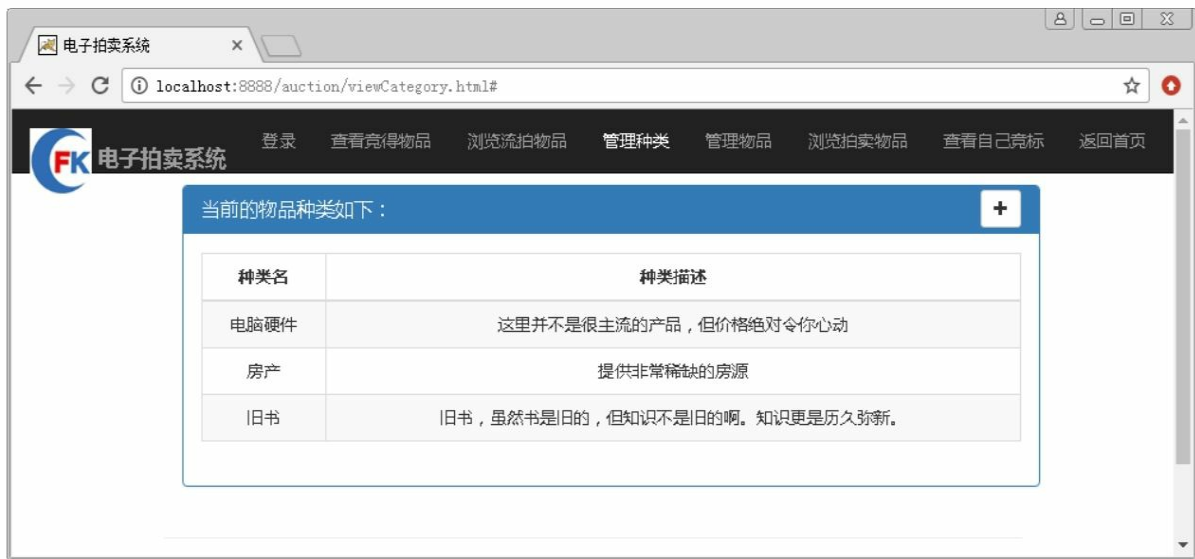 电子拍卖系统
localhost:8888/auction/viewCategory.html#
FK 电子拍卖系统 登录 查看竞得物品 浏览流拍物品 管理种类 管理物品 浏览拍卖物品 查看自己竞标 返回首页
当前的物品种类如下：
种类名 种类描述
电脑硬件 这里并不是很主流的产品，但价格绝对令你心动
房产 提供非常稀缺的房源
旧书 旧书，虽然书是旧的，但知识不是旧的啊。知识更是历久弥新。